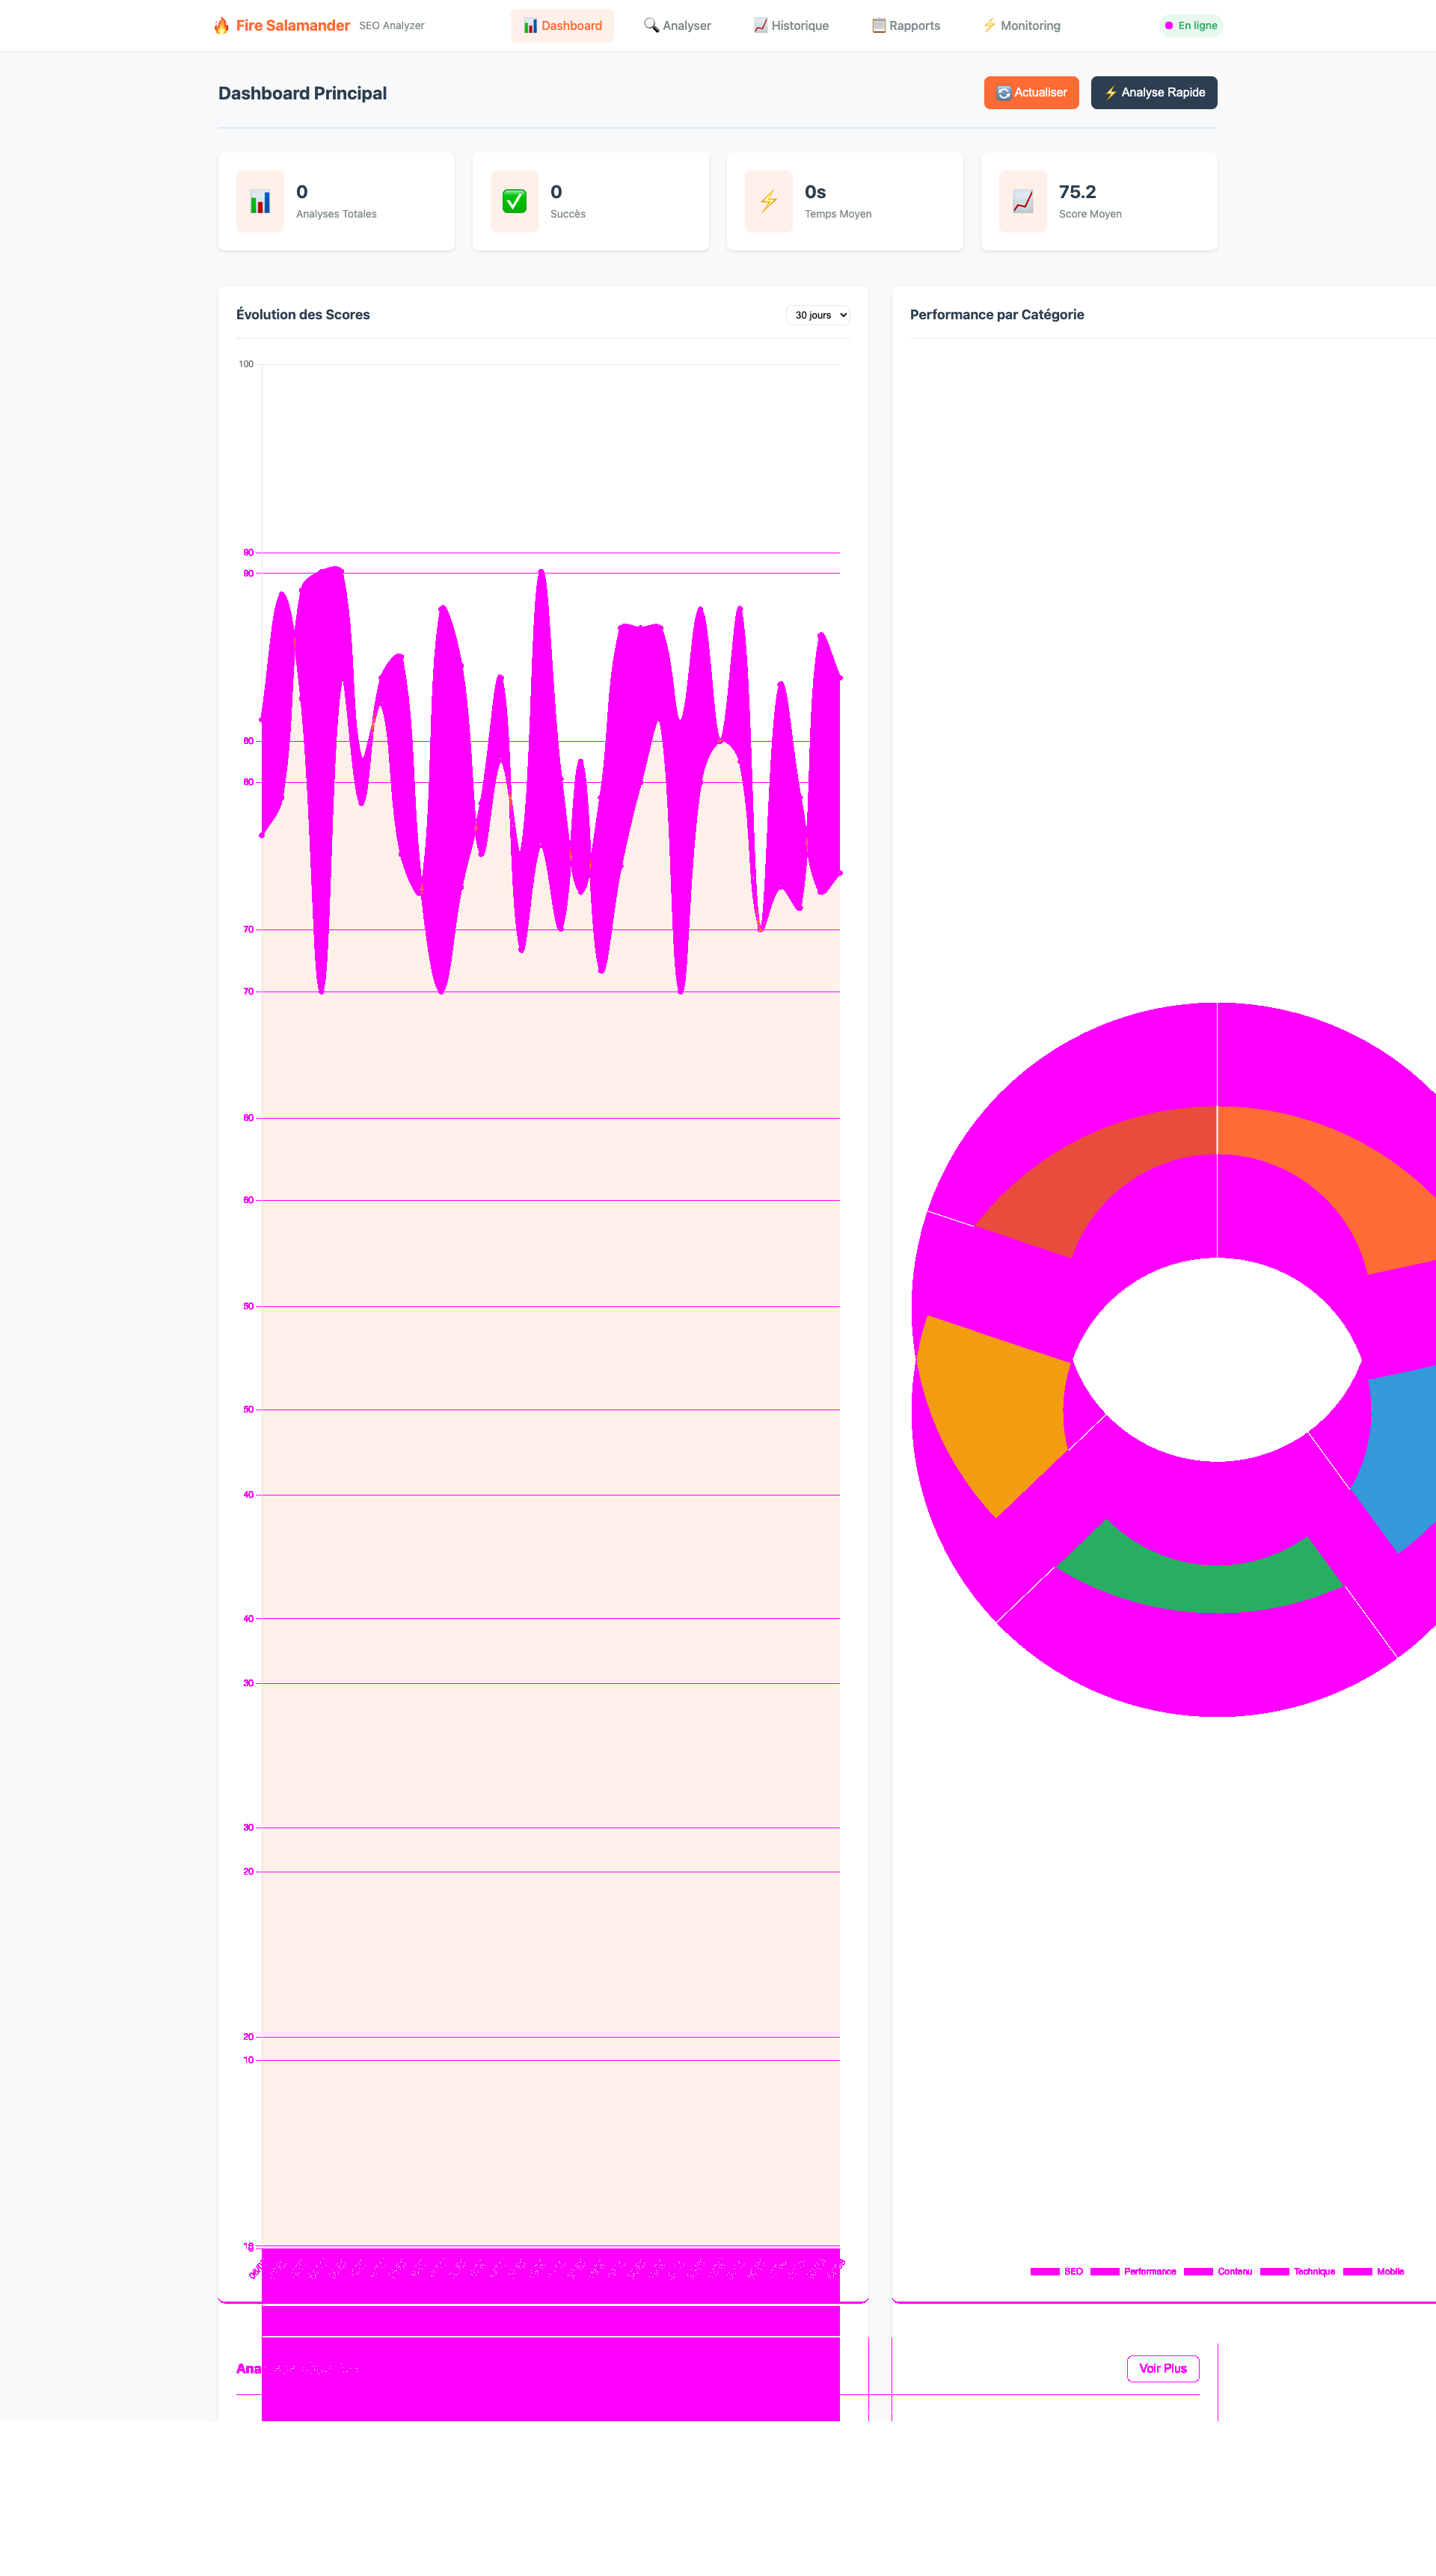 Fire Salamander SEO Analyzer
Dashboard
Analyser
Historique
Rapports
Monitoring
En ligne
Dashboard Principal
Actualiser
Analyse Rapide
0
Analyses Totales
0
Succès
0s
Temps Moyen
75.2
Score Moyen
Évolution des Scores
30 jours
Performance par Catégorie
100
90
90
80
80
70
70
60
60
50
50
40
40
30
30
20
20
10
10
0
SEO Performance Contenu Technique Mobile
Voir Plus